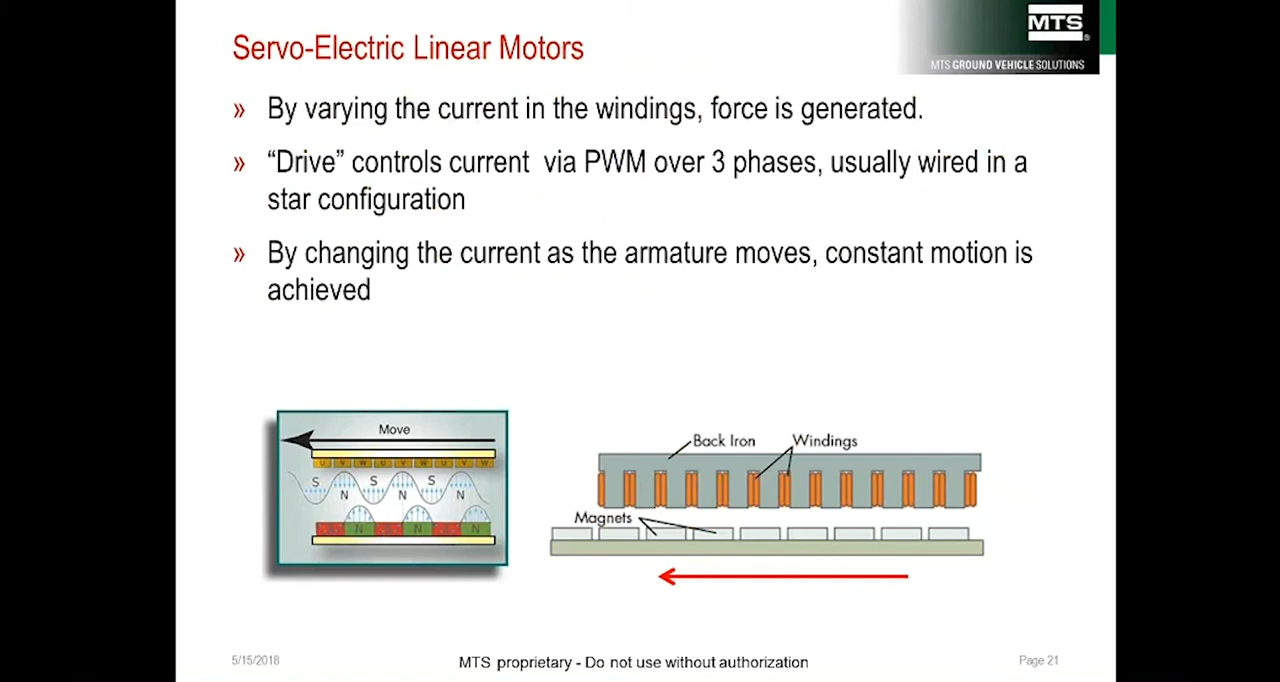 MTS
MTS GROUND VEHICLE SOLUTIONS
Servo-Electric Linear Motors
» By varying the current in the windings, force is generated.
» “Drive” controls current via PWM over 3 phases, usually wired in a
star configuration
» By changing the current as the armature moves, constant motion is
achieved
Move
U V W U V W U V W
S S S
N N N
N N N
Back Iron Windings
Magnets
5/15/2018 MTS proprietary - Do not use without authorization Page 21